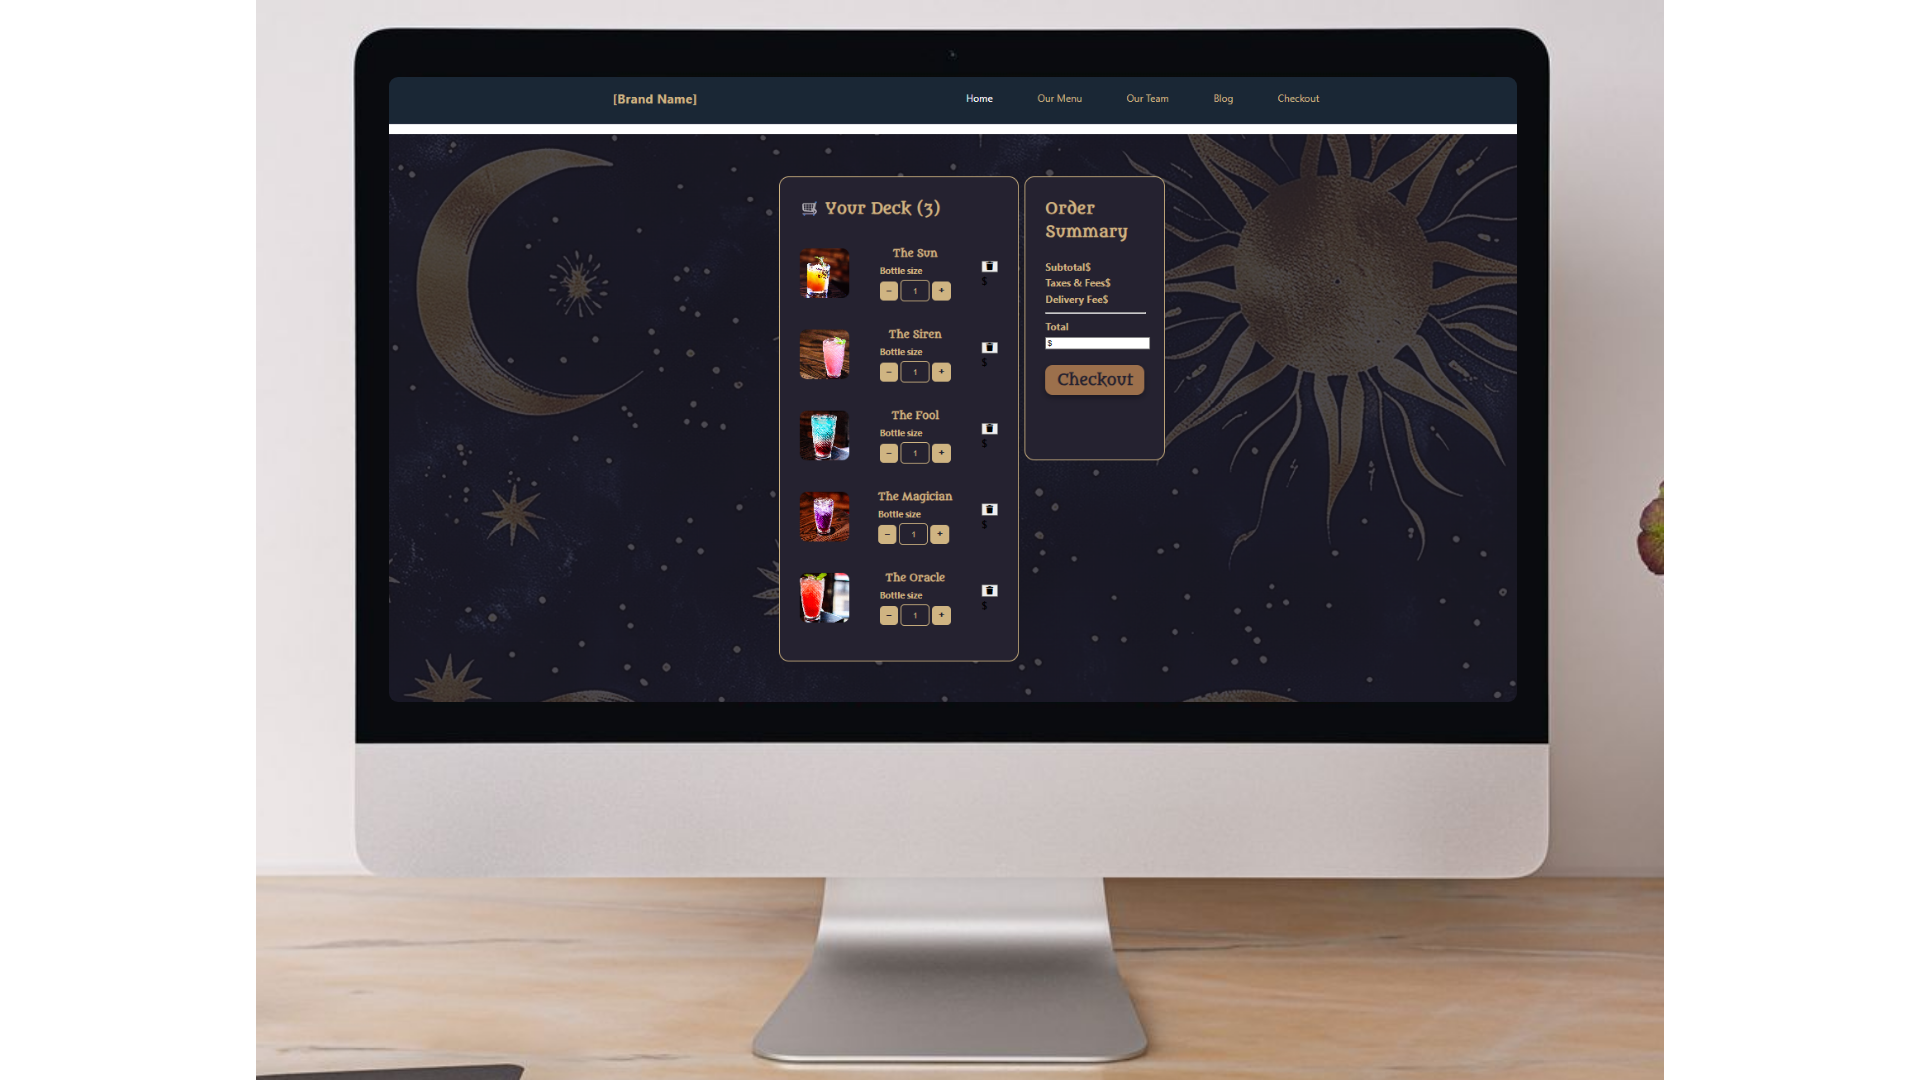 [Brand Name] Home Our Menu Our Team Blog Checkout
Your Deck (3)
The Sun
Bottle size
- 1 +
$
The Siren
Bottle size
- 1 +
$
The Fool
Bottle size
- 1 +
$
The Magician
Bottle size
- 1 +
$
The Oracle
Bottle size
- 1 +
$
Order
Summary
Subtotal$
Taxes & Fees$
Delivery Fee$
Total
$
Checkout